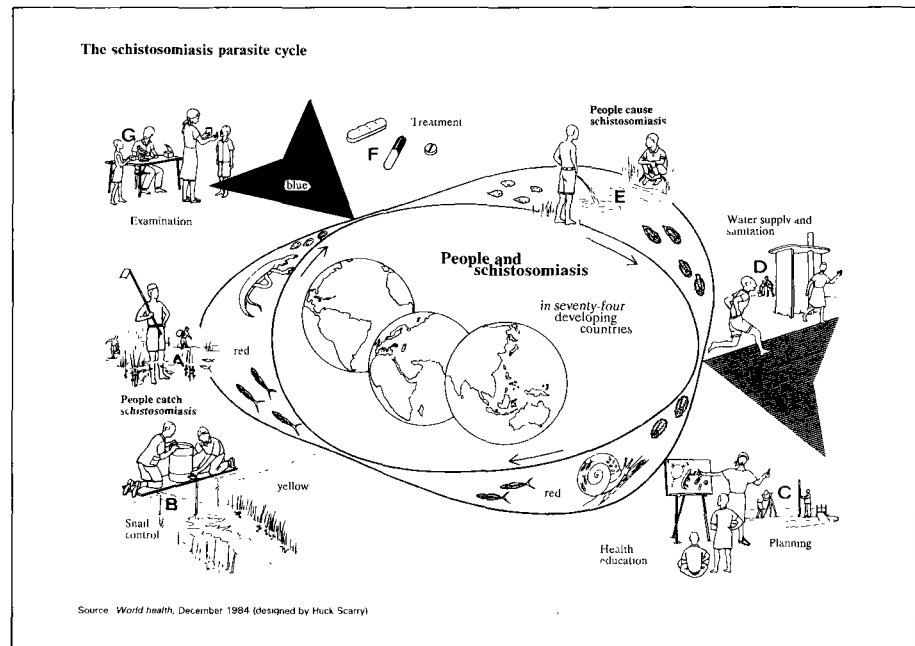 The schistosomiasis parasite cycle
G
Examination
blue
F
Treatment
People cause
schistosomiasis
E
Water supply and
sanitation
D
People and
schistosomiasis
in seventy-four
developing
countries
A
red
People catch
schistosomiasis
B
Snail
control
yellow
red
C
Health
education
Planning
Source World health, December 1984 (designed by Huck Scarry)